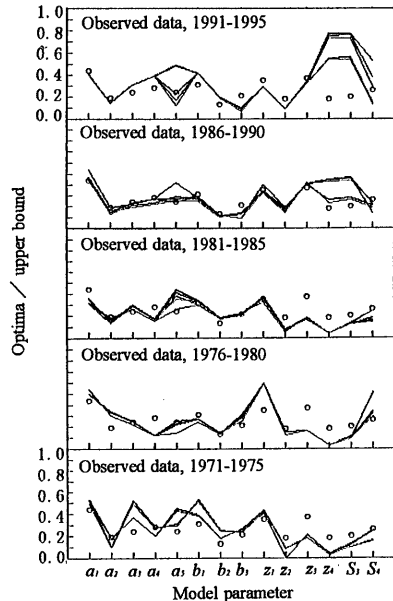 Observed data, 1991-1995
1.0
0.8
0.6
0.4
0.2
0.0
Observed data, 1986-1990
Observed data, 1981-1985
Observed data, 1976-1980
Observed data, 1971-1975
1.0
0.8
0.6
0.4
0.2
0.0
Optima / upper bound
a₁ a₂ a₃ a₄ a₅ b₁ b₂ b₃ z₁ z₂ z₃ z₄ S₃ S₄
Model parameter